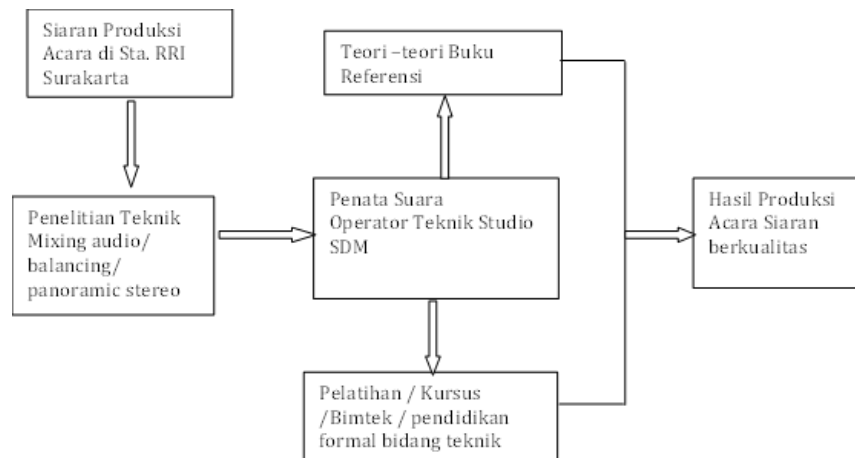 Siaran Produksi
Acara di Sta. RRI
Surakarta
Teori –teori Buku
Referensi
Penelitian Teknik
Mixing audio/
balancing/
panoramic stereo
Penata Suara
Operator Teknik Studio
SDM
Hasil Produksi
Acara Siaran
berkualitas
Pelatihan / Kursus
/Bimtek / pendidikan
formal bidang teknik